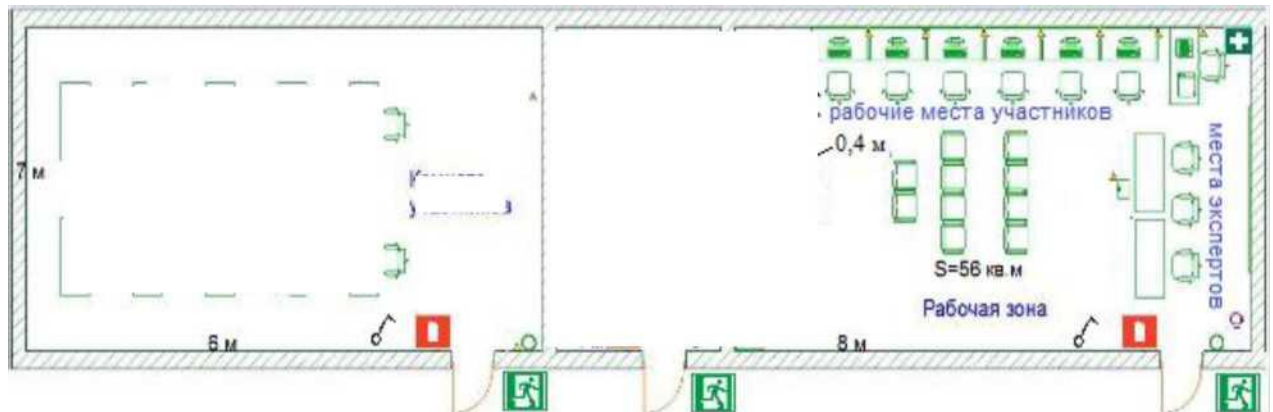 рабочие места участников
0,4 м
7 м
места экспертов
S=56 кв.м
Рабочая зона
6 м
8 м